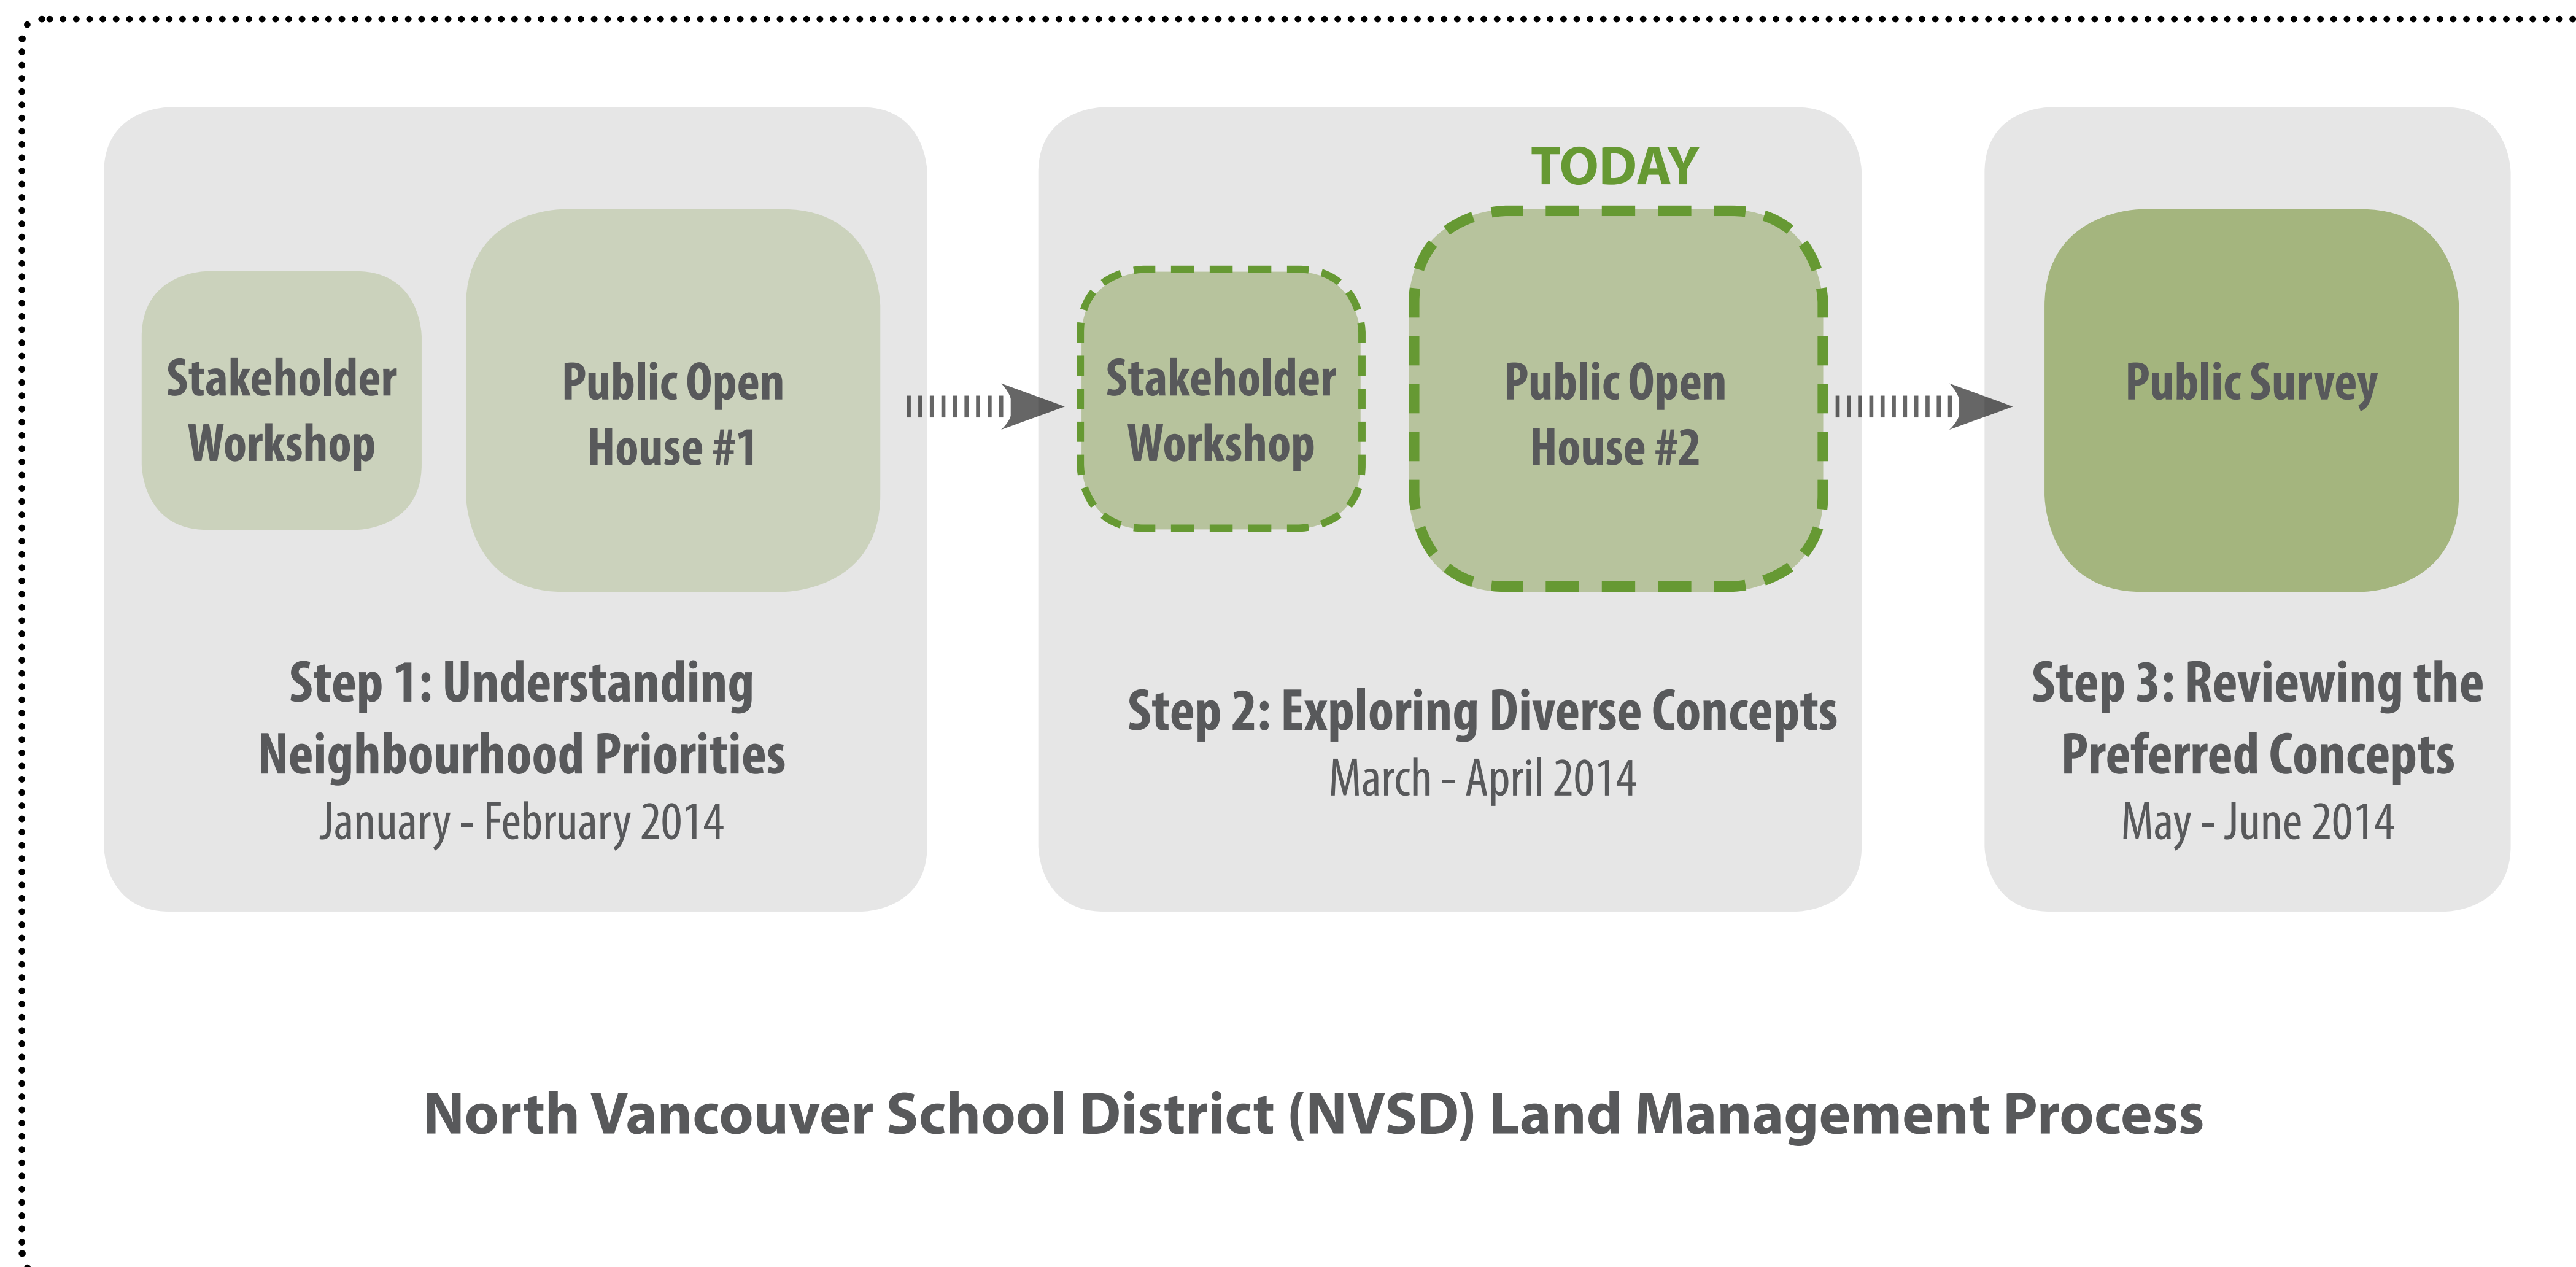 Stakeholder
Workshop
Public Open
House #1
Step 1: Understanding
Neighbourhood Priorities
January - February 2014
TODAY
Stakeholder
Workshop
Public Open
House #2
Step 2: Exploring Diverse Concepts
March - April 2014
Public Survey
Step 3: Reviewing the
Preferred Concepts
May - June 2014
North Vancouver School District (NVSD) Land Management Process